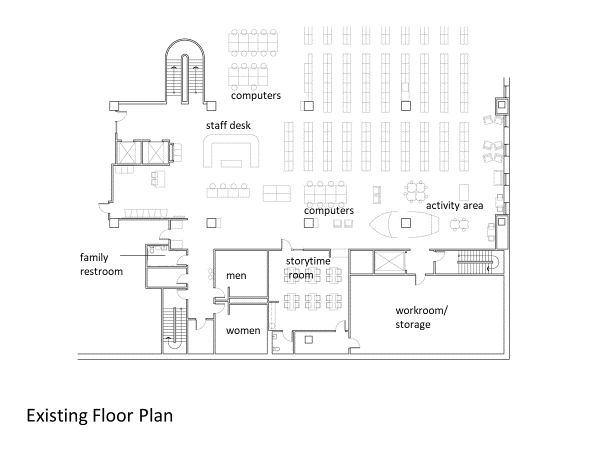 computers
staff desk
computers
activity area
family
restroom
storytime
room
men
women
workroom/
storage
Existing Floor Plan